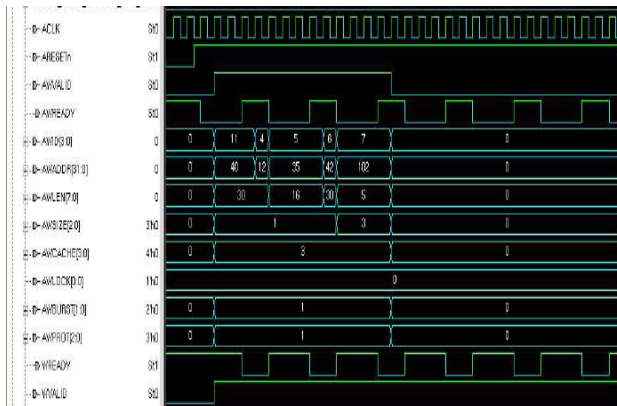 ACLK St0
ARESETn St1
AWVALID St0
AWREADY St0
AWID[3:0] 0 0 11 4 5 6 7 0
AWADDR[31:0] 0 0 40 12 35 42 102 0
AWLEN[7:0] 0 0 30 16 30 5 0
AWSIZE[2:0] 3'h0 0 1 3 0
AWCACHE[3:0] 4'h0 0 3 0
AWLOCK[0:0] 1'h0 0
AWBURST[1:0] 2'h0 0 1 0
AWPROT[2:0] 3'h0 0 1 0
WREADY St1
WVALID St0